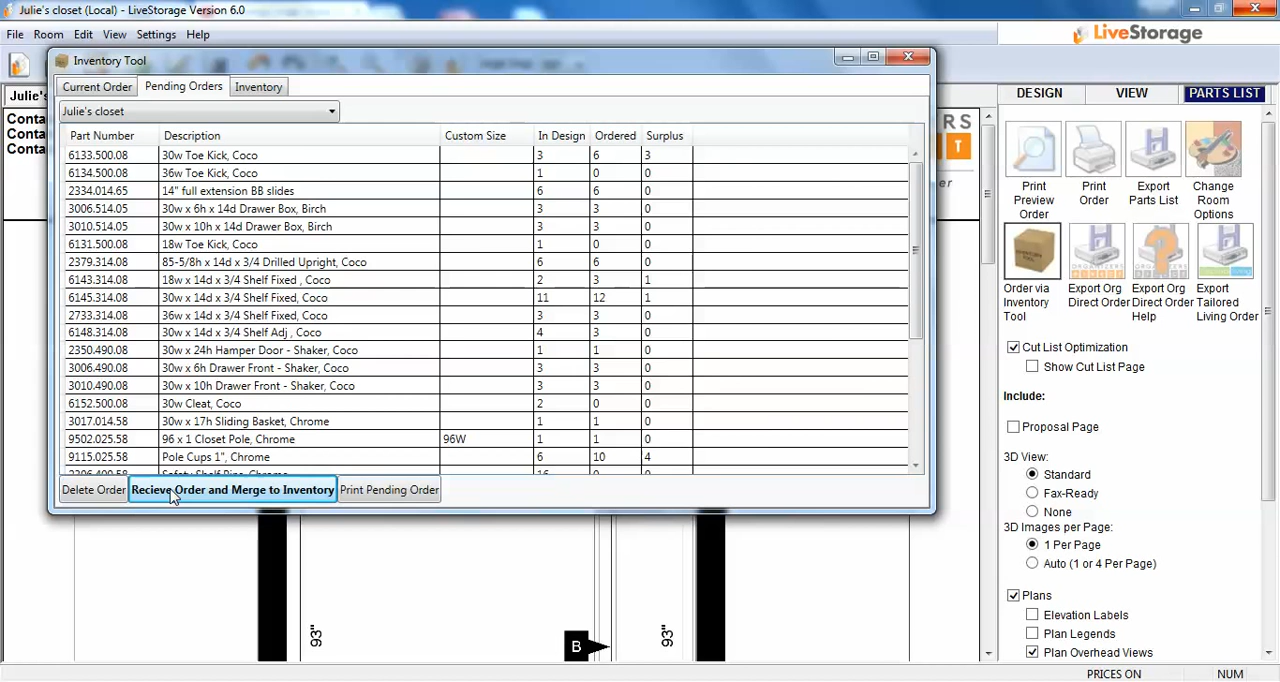 Julie's closet (Local) - LiveStorage Version 6.0
File Room Edit View Settings Help
LiveStorage
Inventory Tool
Current Order Pending Orders Inventory
DESIGN VIEW PARTS LIST
Julie's
Conta
Conta
Conta
Julie's closet
Part Number Description Custom Size In Design Ordered Surplus
6133.500.08 30w Toe Kick, Coco 3 6 3
6134.500.08 36w Toe Kick, Coco 1 0 0
2334.014.65 14" full extension BB slides 6 6 0
3006.514.05 30w x 6h x 14d Drawer Box, Birch 3 3 0
3010.514.05 30w x 10h x 14d Drawer Box, Birch 3 3 0
6131.500.08 18w Toe Kick, Coco 1 0 0
2379.314.08 85-5/8h x 14d x 3/4 Drilled Upright, Coco 6 6 0
6143.314.08 18w x 14d x 3/4 Shelf Fixed , Coco 2 3 1
6145.314.08 30w x 14d x 3/4 Shelf Fixed, Coco 11 12 1
2733.314.08 36w x 14d x 3/4 Shelf Fixed, Coco 3 3 0
6148.314.08 30w x 14d x 3/4 Shelf Adj , Coco 4 3 0
2350.490.08 30w x 24h Hamper Door - Shaker, Coco 1 1 0
3006.490.08 30w x 6h Drawer Front - Shaker, Coco 3 3 0
3010.490.08 30w x 10h Drawer Front - Shaker, Coco 3 3 0
6152.500.08 30w Cleat, Coco 2 0 0
3017.014.58 30w x 17h Sliding Basket, Chrome 1 1 0
9502.025.58 96 x 1 Closet Pole, Chrome 96W 1 1 0
9115.025.58 Pole Cups 1", Chrome 6 10 4
Delete Order Recieve Order and Merge to Inventory Print Pending Order
ERS
T
er
93"
B
93"
Print Preview Order
Print Order
Export Parts List
Change Room Options
Order via Inventory Tool
Export Org Direct Order
Export Org Direct Order Help
Export Tailored Living Order
Cut List Optimization
Show Cut List Page
Include:
Proposal Page
3D View:
Standard
Fax-Ready
None
3D Images per Page:
1 Per Page
Auto (1 or 4 Per Page)
Plans
Elevation Labels
Plan Legends
Plan Overhead Views
PRICES ON NUM